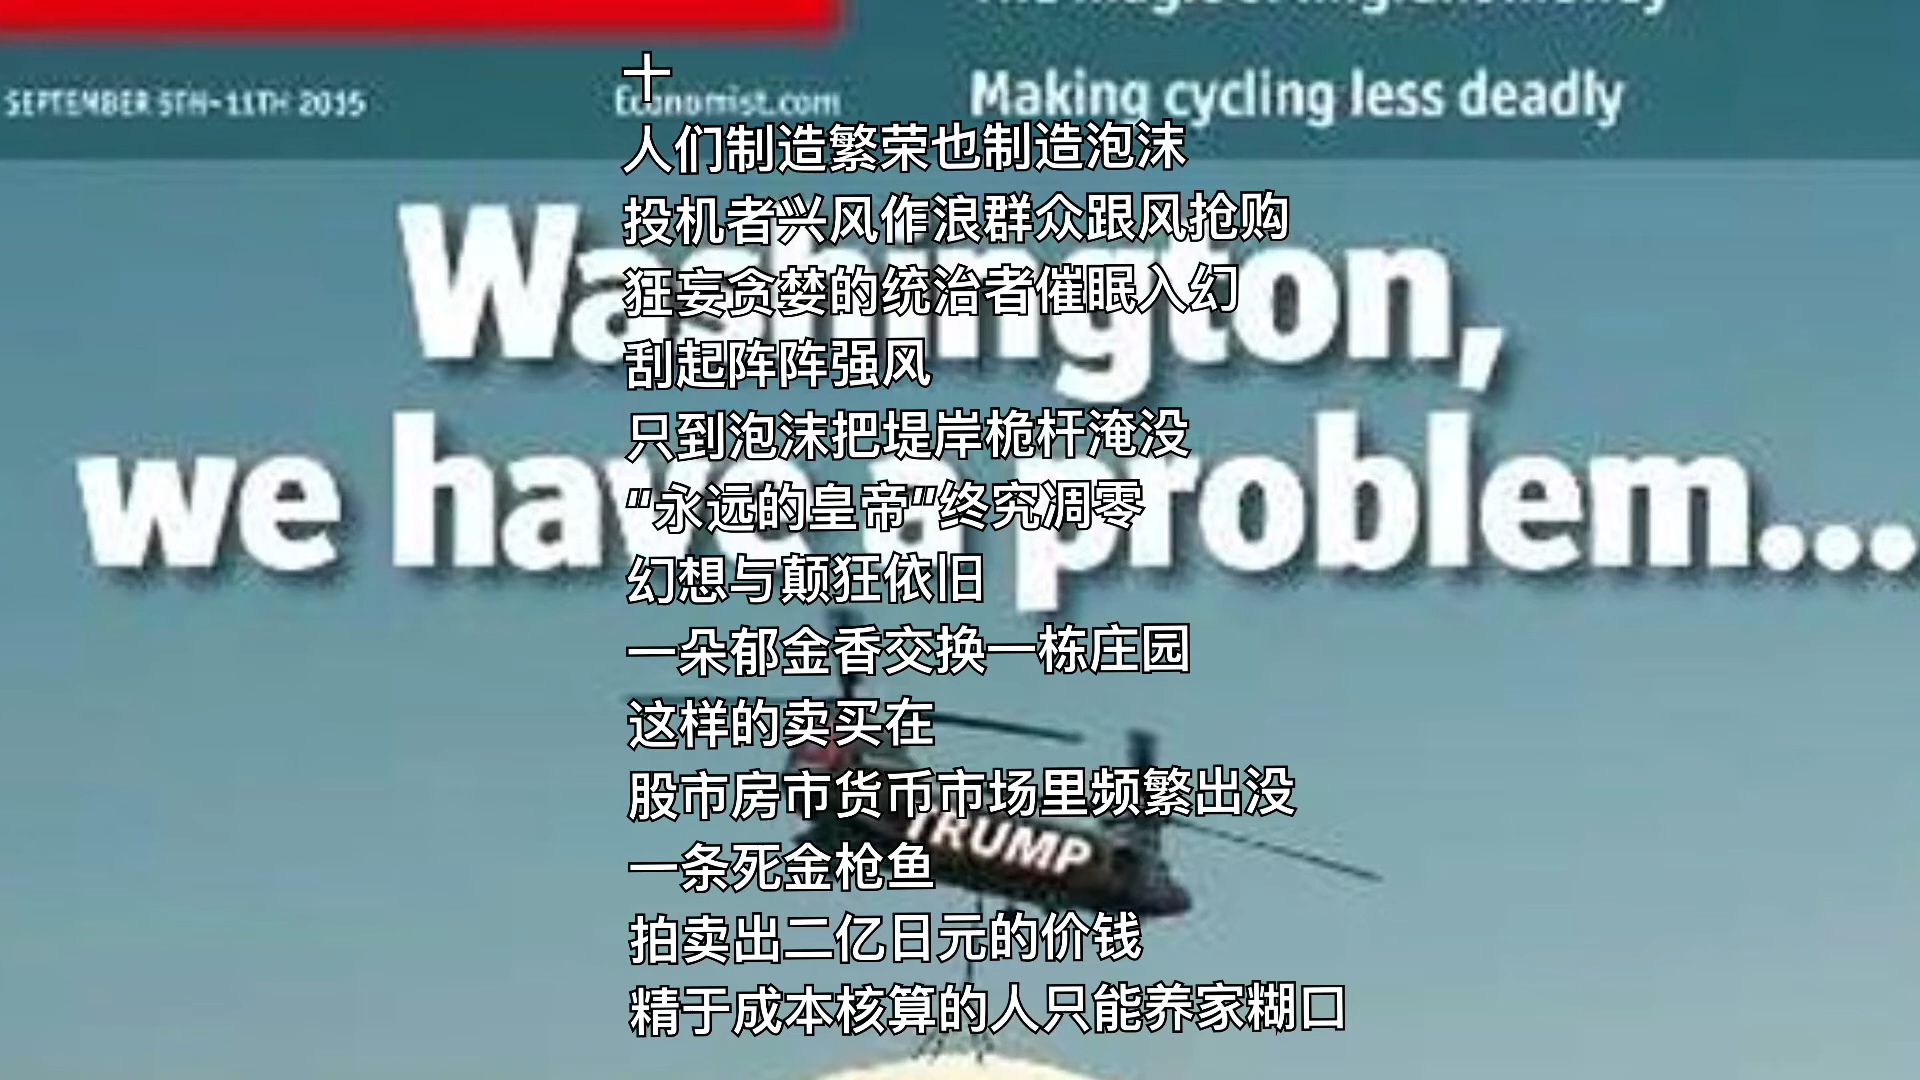 Making cycling less deadly
SEPTEMBER 5TH-11TH 2015
Economist.com
Washington,
we have a problem...
TRUMP
十
人们制造繁荣也制造泡沫
投机者兴风作浪群众跟风抢购
狂妄贪婪的统治者催眠入幻
刮起阵阵强风
只到泡沫把堤岸桅杆淹没
“永远的皇帝”终究凋零
幻想与颠狂依旧
一朵郁金香交换一栋庄园
这样的卖买在
股市房市货币市场里频繁出没
一条死金枪鱼
拍卖出二亿日元的价钱
精于成本核算的人只能养家糊口